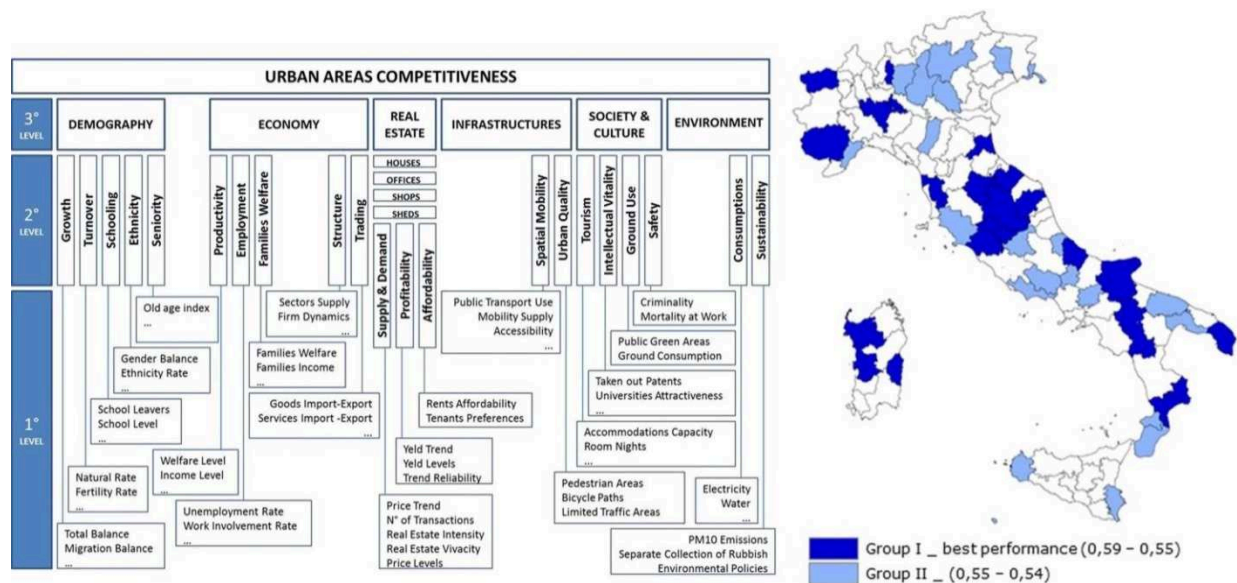 URBAN AREAS COMPETITIVENESS
3°
LEVEL
DEMOGRAPHY
ECONOMY
REAL
ESTATE
INFRASTRUCTURES
SOCIETY &
CULTURE
ENVIRONMENT
2°
LEVEL
Growth
Turnover
Schooling
Ethnicity
Seniority
Productivity
Employment
Families Welfare
Structure
Trading
HOUSES
OFFICES
SHOPS
SHEDS
Supply & Demand
Profitability
Affordability
Spatial Mobility
Urban Quality
Tourism
Intellectual Vitality
Ground Use
Safety
Consumptions
Sustainability
1°
LEVEL
Old age index
...
Gender Balance
Ethnicity Rate
...
School Leavers
School Level
...
Natural Rate
Fertility Rate
...
Total Balance
Migration Balance
...
Sectors Supply
Firm Dynamics
...
Families Welfare
Families Income
...
Goods Import-Export
Services Import -Export
...
Welfare Level
Income Level
...
Unemployment Rate
Work Involvement Rate
...
Rents Affordability
Tenants Preferences
Yeld Trend
Yeld Levels
Trend Reliability
Price Trend
N° of Transactions
Real Estate Intensity
Real Estate Vivacity
Price Levels
Public Transport Use
Mobility Supply
Accessibility
...
Criminality
Mortality at Work
Public Green Areas
Ground Consumption
Taken out Patents
Universities Attractiveness
...
Accommodations Capacity
Room Nights
...
Pedestrian Areas
Bicycle Paths
Limited Traffic Areas
Electricity
Water
...
PM10 Emissions
Separate Collection of Rubbish
Environmental Policies
Group I _ best performance (0,59 – 0,55)
Group II _ (0,55 – 0,54)